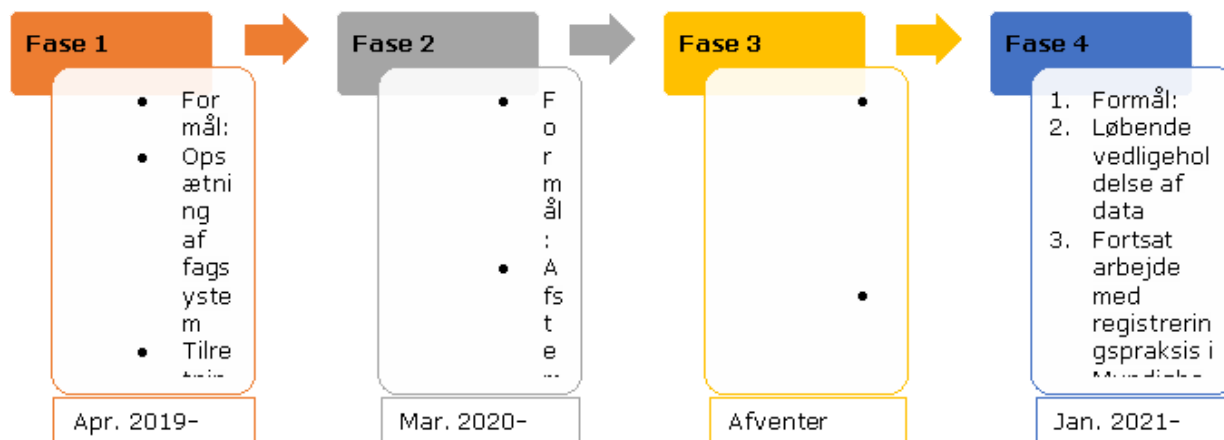 Fase 1
For
mål:
Ops
ætni
ng
af
fags
yste
m
Tilre
Apr. 2019-
Fase 2
F
o
r
m
ål
:
A
fs
t
e
Mar. 2020-
Fase 3
Afventer
Fase 4
1. Formål:
2. Løbende
vedligehol
delse af
data
3. Fortsat
arbejde
med
registrerin
gspraksis i
Jan. 2021-